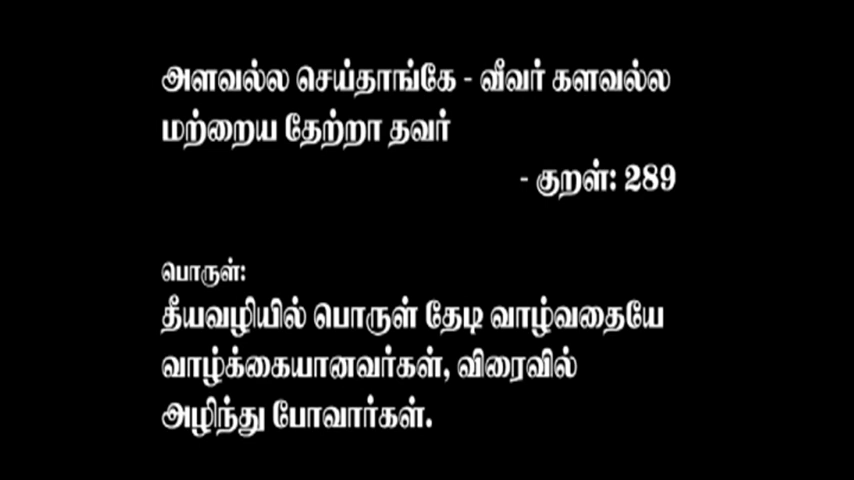 அளவல்ல செய்தாங்கே - வீவர் களவல்ல
மற்றைய தேற்றா தவர்
- குறள்: 289
பொருள்:
தீயவழியில் பொருள் தேடி வாழ்வதையே
வாழ்க்கையானவர்கள், விரைவில்
அழிந்து போவார்கள்.